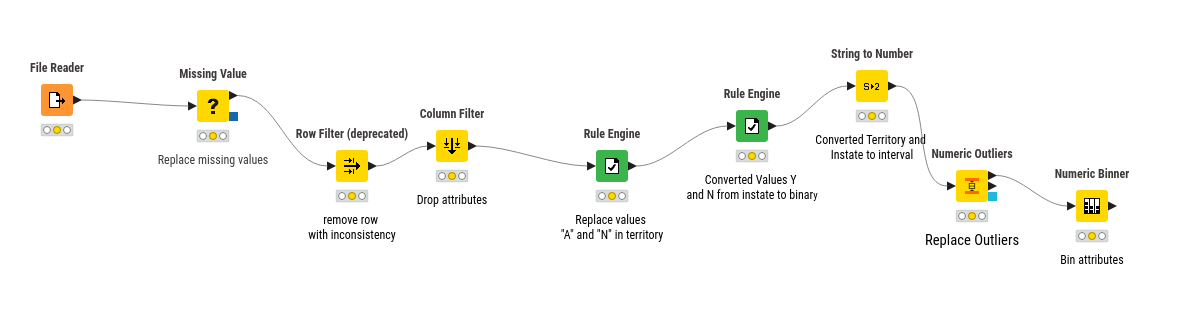 File Reader
Missing Value
?
Replace missing values
Row Filter (deprecated)
remove row
with inconsistency
Column Filter
Drop attributes
Rule Engine
Replace values
"A" and "N" in territory
Rule Engine
Converted Values Y
and N from instate to binary
String to Number
S▸2
Converted Territory and
Instate to interval
Numeric Outliers
Replace Outliers
Numeric Binner
Bin attributes